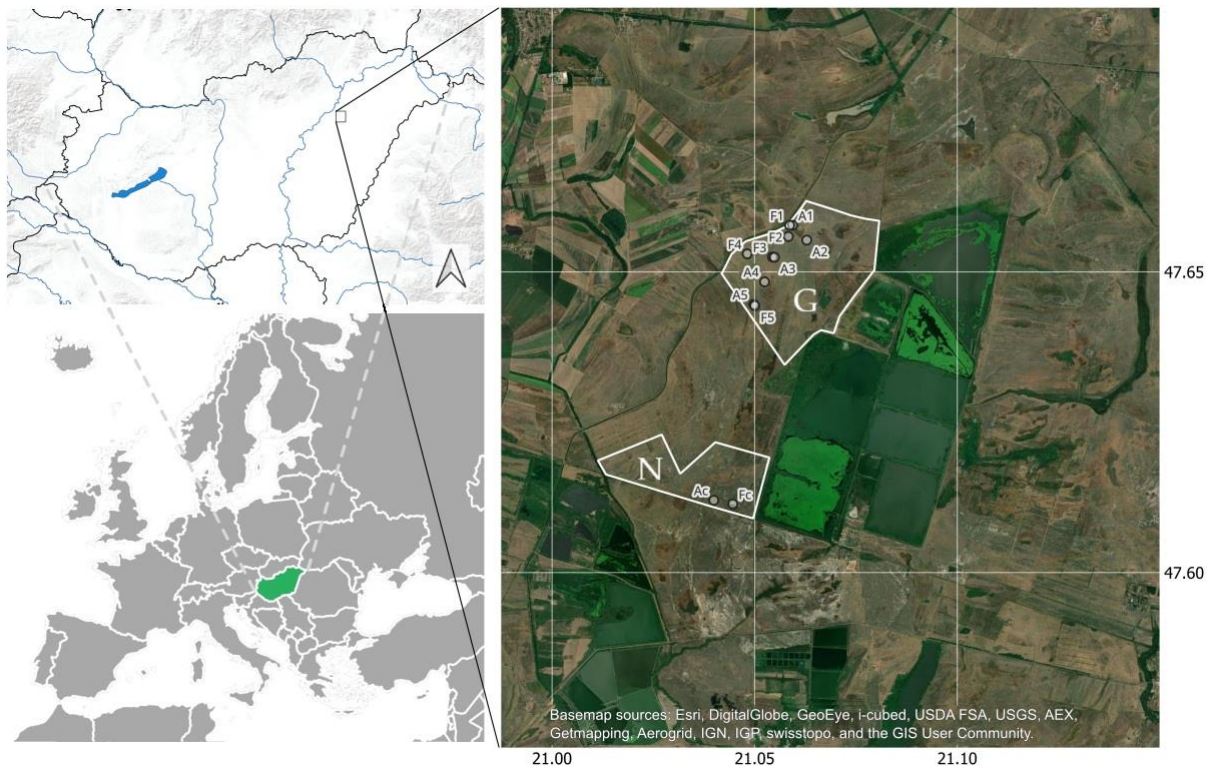 F1 A1
F2
A2
F4 F3
A4 A3
A5 G
F5
47.65
N
Ac Fc
47.60
Basemap sources: Esri, DigitalGlobe, GeoEye, i-cubed, USDA FSA, USGS, AEX,
Getmapping, Aerogrid, IGN, IGP, swisstopo, and the GIS User Community.
21.00 21.05 21.10